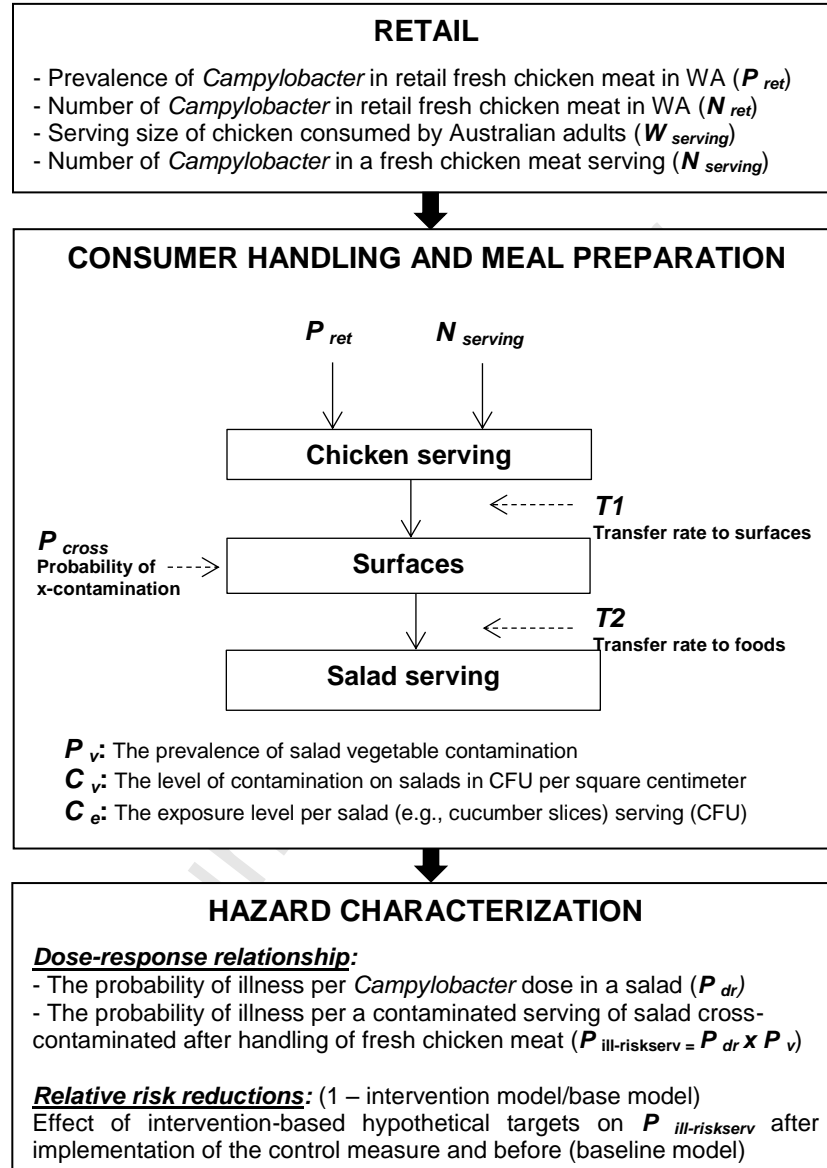 RETAIL
- Prevalence of Campylobacter in retail fresh chicken meat in WA (P ret)
- Number of Campylobacter in retail fresh chicken meat in WA (N ret)
- Serving size of chicken consumed by Australian adults (W serving)
- Number of Campylobacter in a fresh chicken meat serving (N serving)
CONSUMER HANDLING AND MEAL PREPARATION
P ret N serving
Chicken serving
T1
Transfer rate to surfaces
P cross
Probability of
x-contamination
Surfaces
T2
Transfer rate to foods
Salad serving
P v: The prevalence of salad vegetable contamination
C v: The level of contamination on salads in CFU per square centimeter
C e: The exposure level per salad (e.g., cucumber slices) serving (CFU)
HAZARD CHARACTERIZATION
Dose-response relationship:
- The probability of illness per Campylobacter dose in a salad (P dr)
- The probability of illness per a contaminated serving of salad cross-
contaminated after handling of fresh chicken meat (P ill-riskserv = P dr x P v)
Relative risk reductions: (1 – intervention model/base model)
Effect of intervention-based hypothetical targets on P ill-riskserv after
implementation of the control measure and before (baseline model)